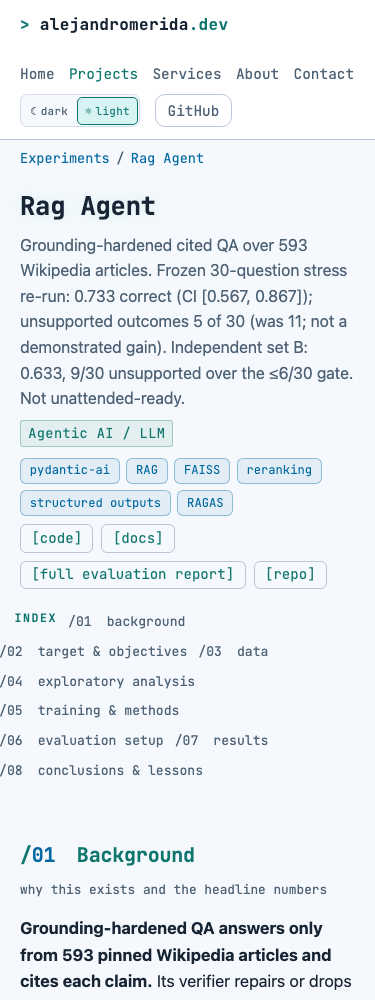 > alejandromerida.dev
Home Projects Services About Contact
☾ dark ☼ light GitHub
Experiments / Rag Agent
Rag Agent
Grounding-hardened cited QA over 593
Wikipedia articles. Frozen 30-question stress
re-run: 0.733 correct (CI [0.567, 0.867]);
unsupported outcomes 5 of 30 (was 11; not a
demonstrated gain). Independent set B:
0.633, 9/30 unsupported over the ≤6/30 gate.
Not unattended-ready.
Agentic AI / LLM
pydantic-ai RAG FAISS reranking
structured outputs RAGAS
[code] [docs]
[full evaluation report] [repo]
INDEX /01 background
/02 target & objectives /03 data
/04 exploratory analysis
/05 training & methods
/06 evaluation setup /07 results
/08 conclusions & lessons
/01 Background
why this exists and the headline numbers
Grounding-hardened QA answers only
from 593 pinned Wikipedia articles and
cites each claim. Its verifier repairs or drops